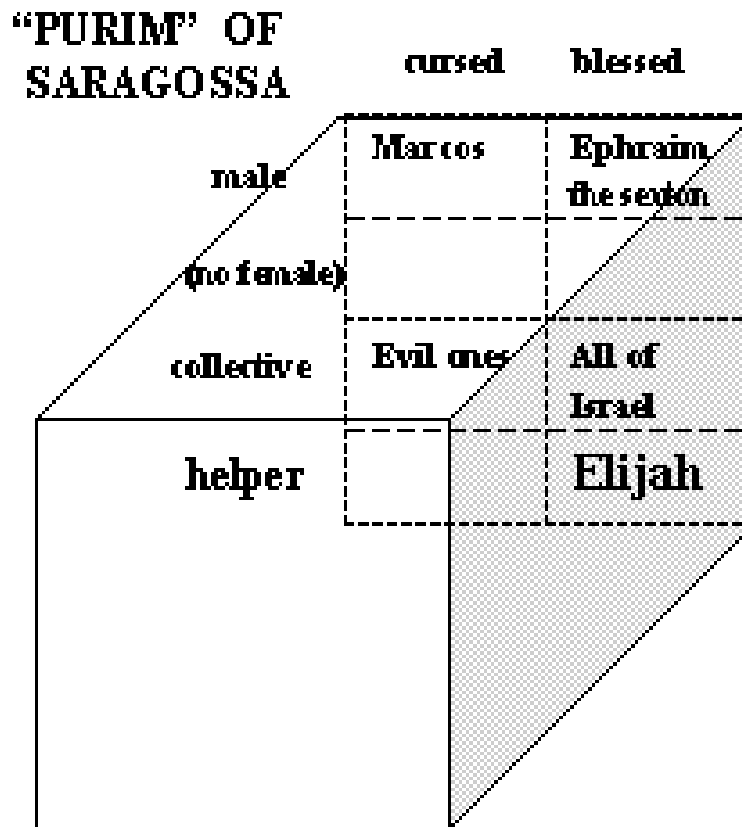 “PURIM” OF
SARAGOSSA
cursed blessed
male Marcos Ephraim
the sexton
(no female)
collective Evil ones All of
Israel
helper Elijah